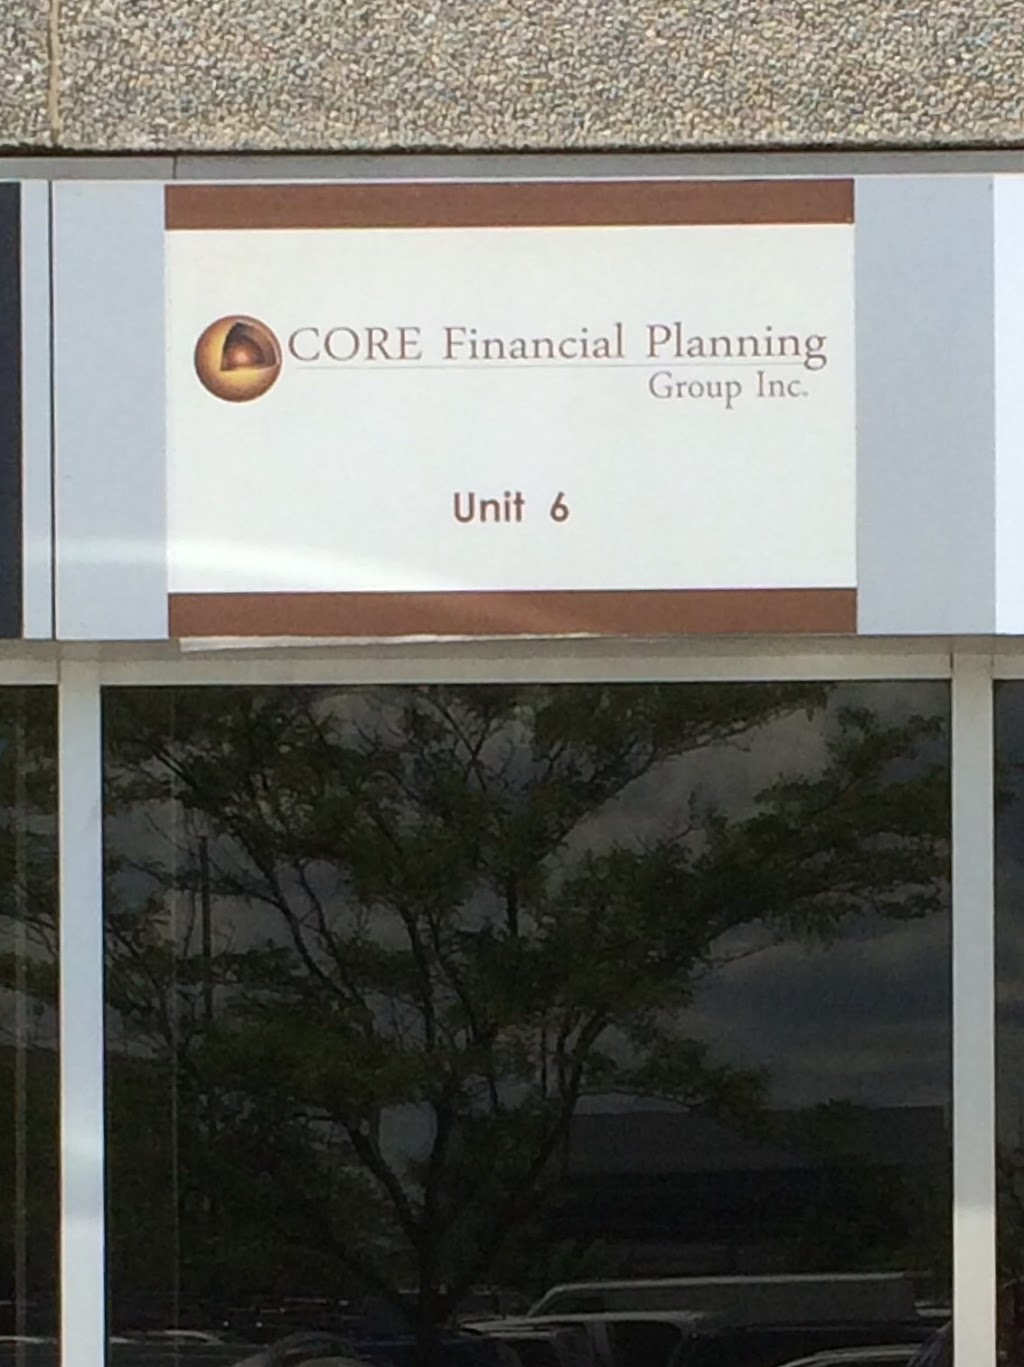 CORE Financial Planning
Group Inc.
Unit 6